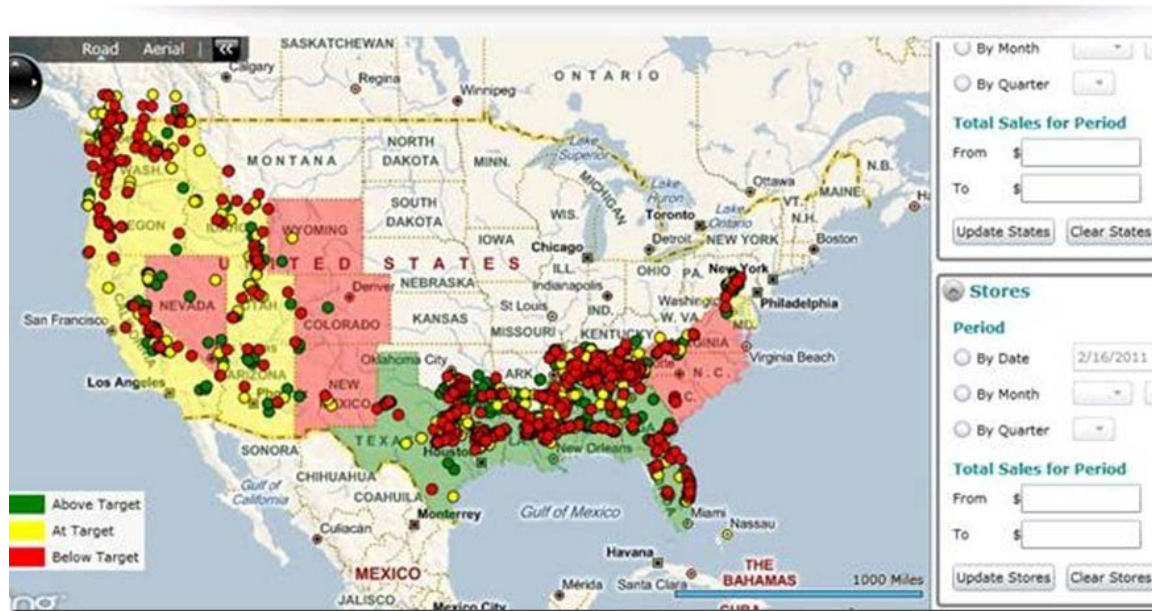 Road Aerial
SASKATCHEWAN
Calgary
Regina
Winnipeg
ONTARIO
NORTH
DAKOTA
MONTANA
MINN.
Lake
Superior
MICHIGAN
Lake
Huron
Ottawa
N.B.
MAINE
VT.
N.H.
WASH.
SOUTH
DAKOTA
WIS.
Toronto
Lake
Ontario
WYOMING
IOWA
Chicago
Detroit
NEW YORK
Boston
UNITED STATES
NEBRASKA
ILL.
OHIO
PA.
New York
Indianapolis
NEVADA
UTAH
Denver
St Louis
IND.
Washington
Philadelphia
San Francisco
COLORADO
KANSAS
MISSOURI
KENTUCKY
W. VA.
MD.
Virginia Beach
Los Angeles
ARIZONA
NEW
MEXICO
Oklahoma City
ARK
N. C.
TEXA
Houston
LA.
New Orleans
SONORA
CHIHUAHUA
COAHUILA
Gulf of
California
Monterrey
Gulf of Mexico
Miami
Nassau
Culiacán
Havana
THE
BAHAMAS
MEXICO
Mérida
Santa Clara
JALISCO
Mexico City
CUBA
1000 Miles
Above Target
At Target
Below Target
By Month
By Quarter
Total Sales for Period
From $
To $
Update States Clear States
Stores
Period
By Date 2/16/2011
By Month
By Quarter
Total Sales for Period
From $
To $
Update Stores Clear Stores